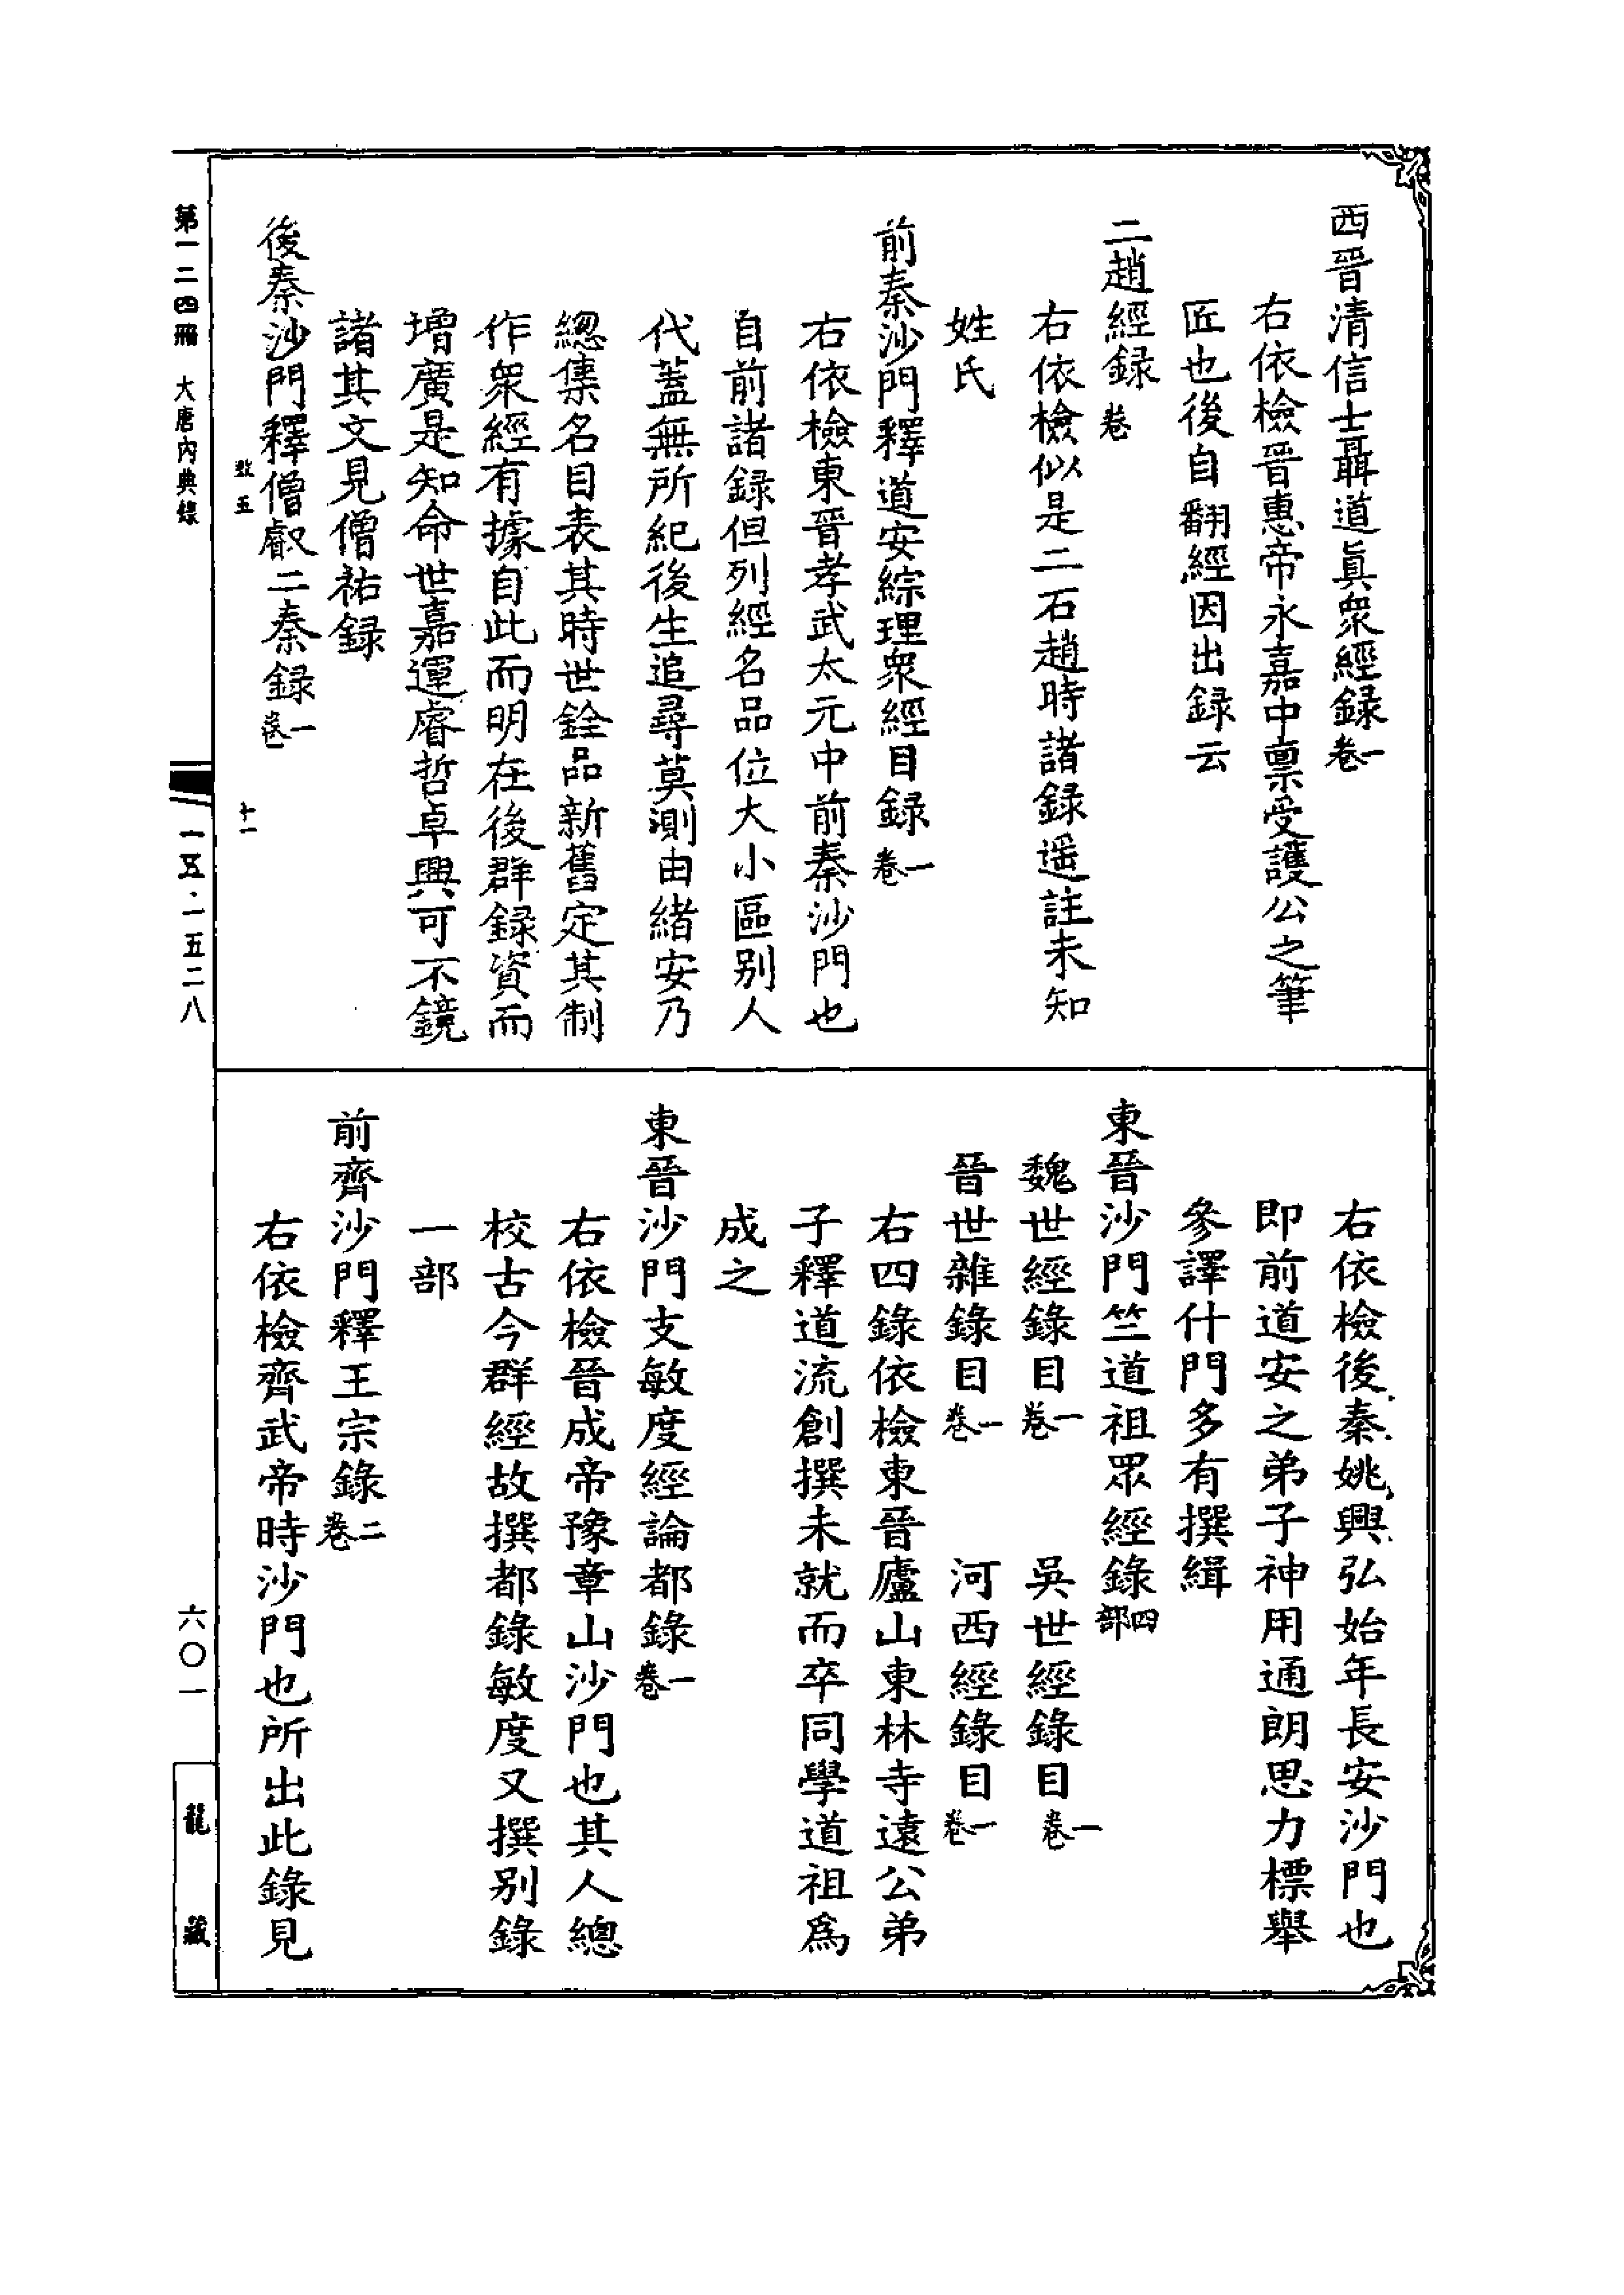 西晉清信士聶道眞衆經録一卷
右依檢晉惠帝永嘉中禀受護公之筆
匠也後自翻經因出録云
二趙經録卷
右依檢似是二石趙時諸録遥註未知
姓氏
前秦沙門釋道安綜理衆經目録一卷
右依檢東晉孝武太元中前秦沙門也
自前諸録但列經名品位大小區别人
代蓋無所紀後生追尋莫測由緒安乃
總集名目表其時世銓品新舊定其制
作衆經有據自此而明在後群録資而
增廣是知命世嘉運睿哲卓興可不鏡
諸其文見僧祐録
後秦沙門釋僧叡二秦録一卷
右依檢後秦姚興弘始年長安沙門也
即前道安之弟子神用通朗思力標舉
參譯什門多有撰緝
東晉沙門竺道祖眾經錄四部
魏世經錄目一卷 吳世經錄目一卷
晉世雜錄目一卷 河西經錄目一卷
右四錄依檢東晉廬山東林寺遠公弟
子釋道流創撰未就而卒同學道祖爲
成之
東晉沙門支敏度經論都錄一卷
右依檢晉成帝豫章山沙門也其人總
校古今群經故撰都錄敏度又撰别錄
一部
前齊沙門釋王宗錄二卷
右依檢齊武帝時沙門也所出此錄見
第一二四冊 大唐内典錄
十一
一五·一五二八
六〇一
龍藏